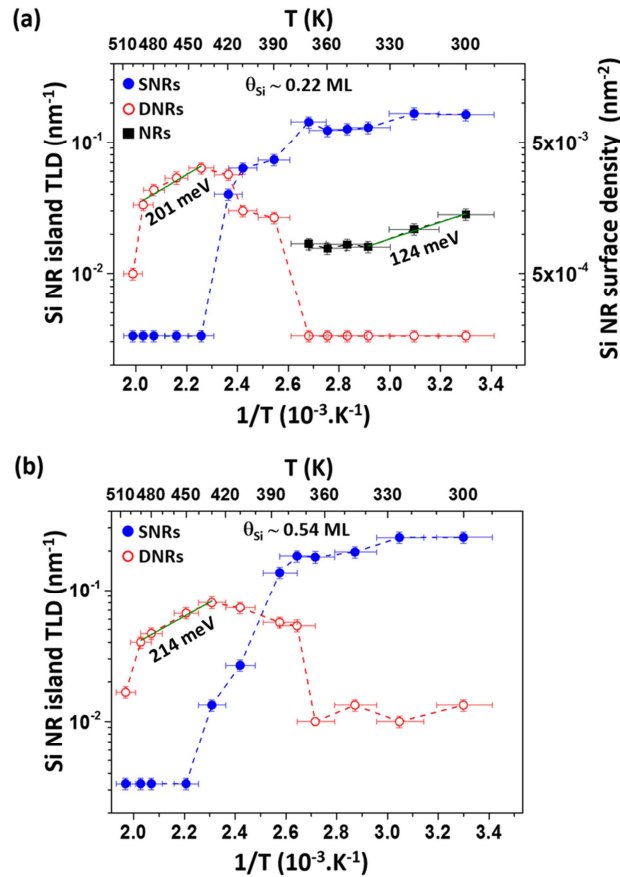 (a)
T (K)
510 480 450 420 390 360 330 300
θSi ~ 0.22 ML
SNRs
DNRs
NRs
Si NR island TLD (nm⁻¹)
10⁻¹
10⁻²
201 meV
124 meV
5x10⁻³
5x10⁻⁴
Si NR surface density (nm⁻²)
2.0 2.2 2.4 2.6 2.8 3.0 3.2 3.4
1/T (10⁻³.K⁻¹)
(b)
T (K)
510 480 450 420 390 360 330 300
θSi ~ 0.54 ML
SNRs
DNRs
Si NR island TLD (nm⁻¹)
10⁻¹
10⁻²
214 meV
2.0 2.2 2.4 2.6 2.8 3.0 3.2 3.4
1/T (10⁻³.K⁻¹)